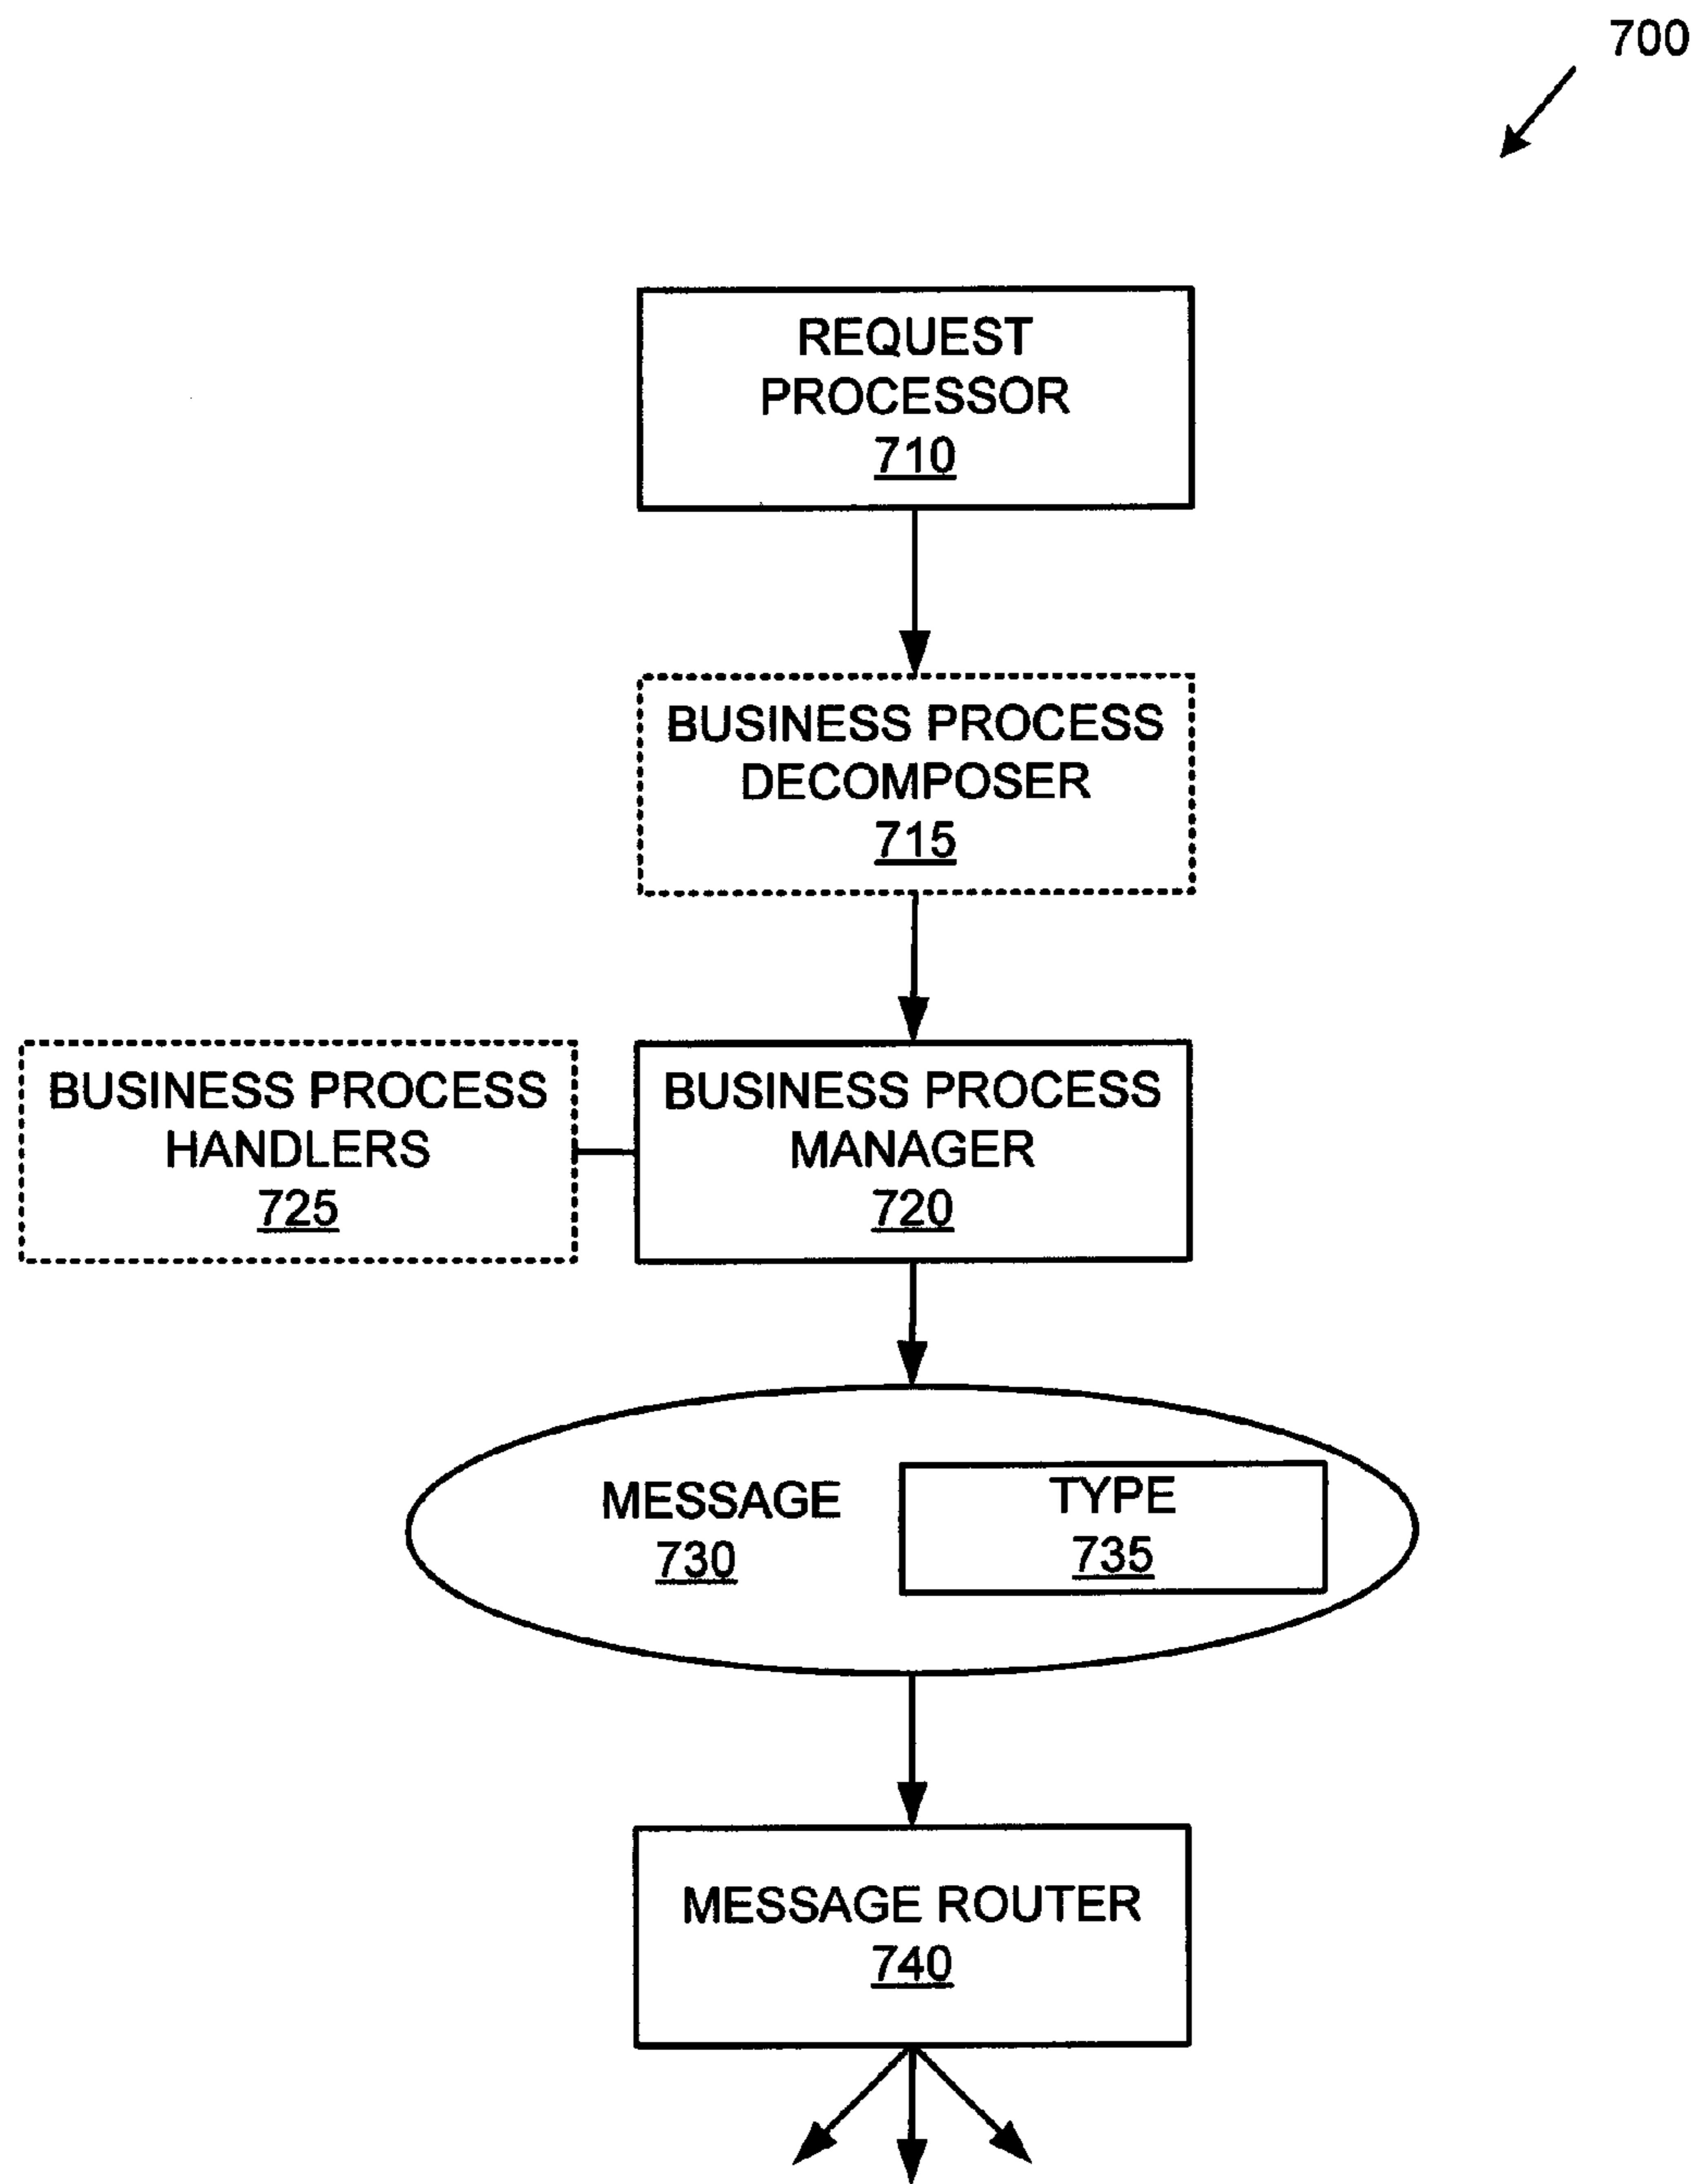 700
REQUEST
PROCESSOR
710
BUSINESS PROCESS
DECOMPOSER
715
BUSINESS PROCESS
HANDLERS
725
BUSINESS PROCESS
MANAGER
720
MESSAGE
730
TYPE
735
MESSAGE ROUTER
740